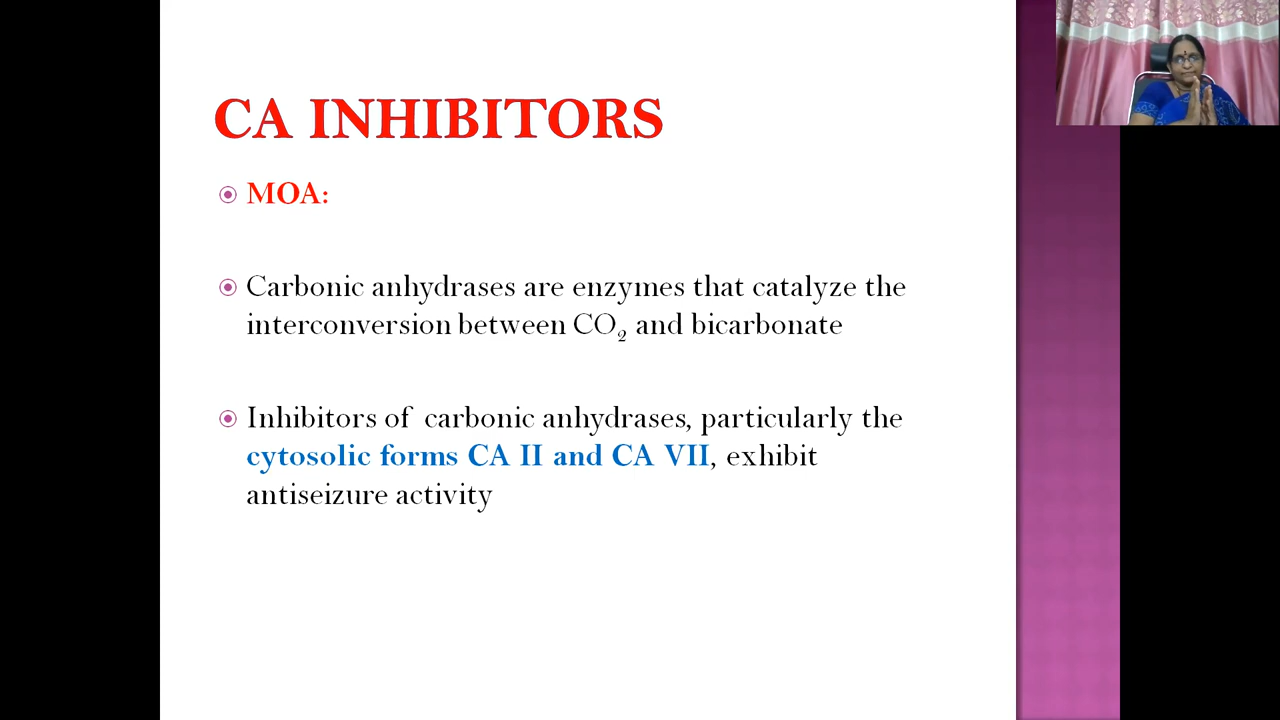 CA INHIBITORS
MOA:
Carbonic anhydrases are enzymes that catalyze the
interconversion between CO₂ and bicarbonate
Inhibitors of carbonic anhydrases, particularly the
cytosolic forms CA II and CA VII, exhibit
antiseizure activity